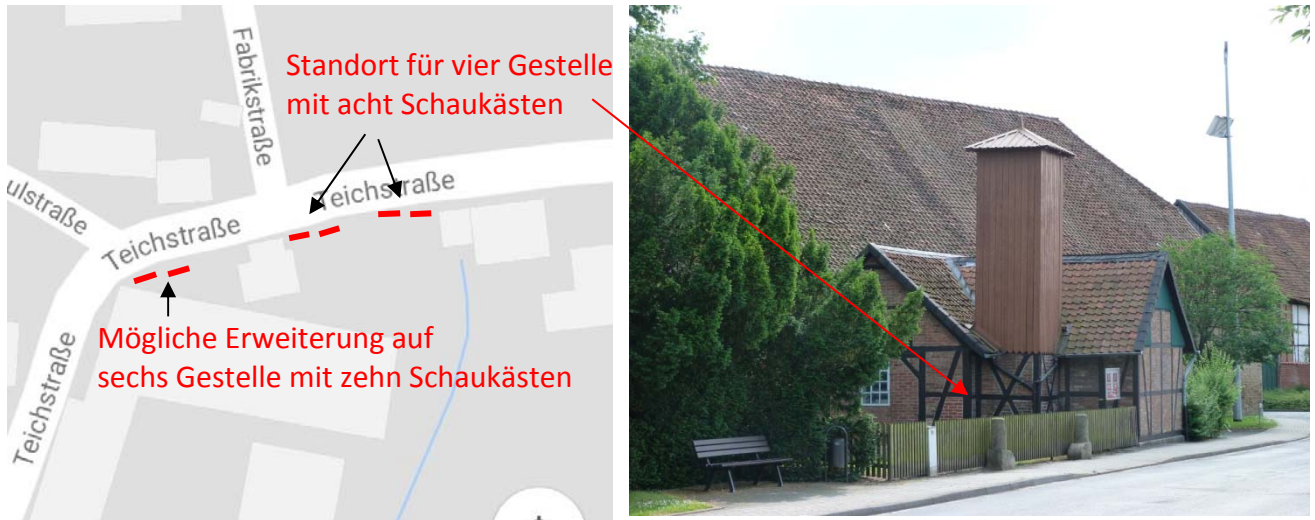 Standort für vier Gestelle
mit acht Schaukästen
Fabrikstraße
ulstraße
Teichstraße
Teichstraße
Mögliche Erweiterung auf
sechs Gestelle mit zehn Schaukästen
Teichstraße